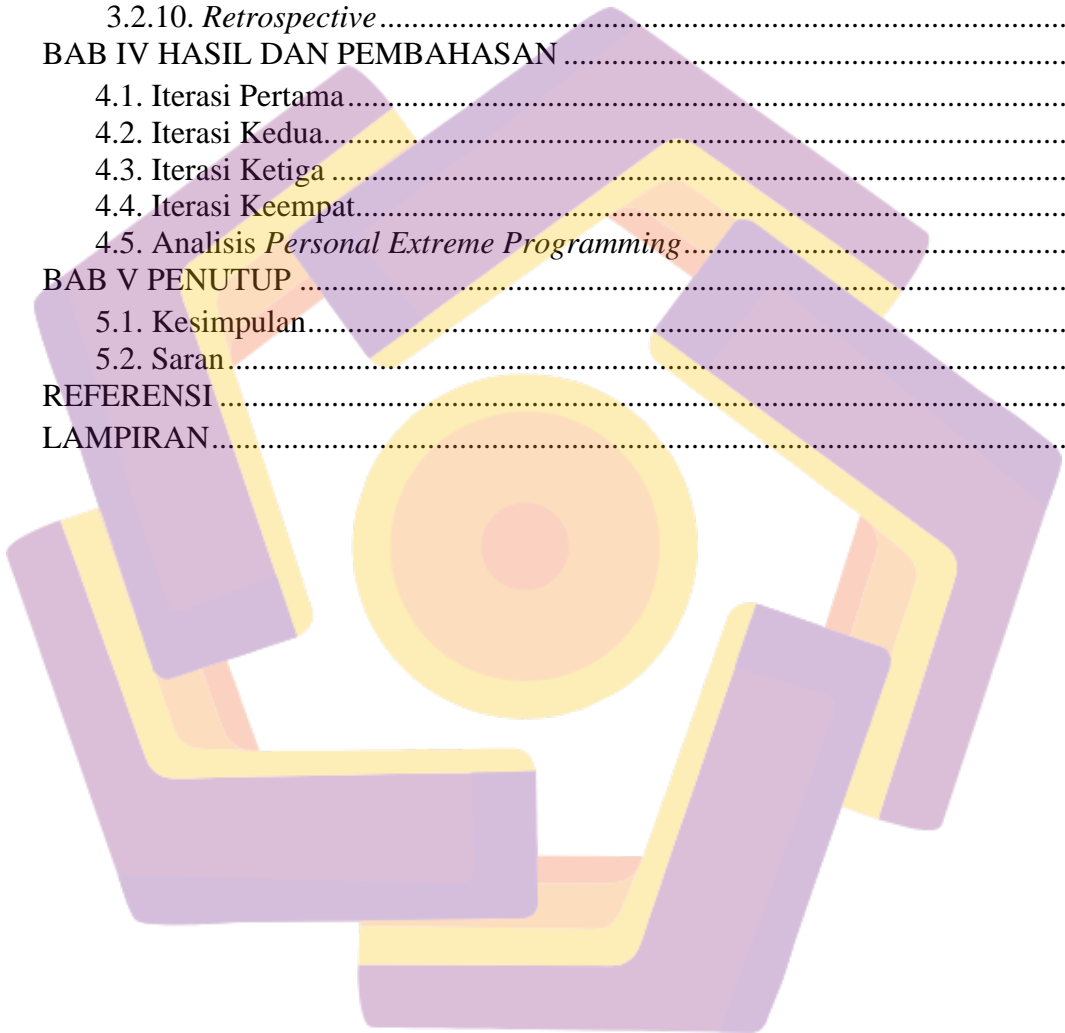 3.2.10. Retrospective........................................................................................
BAB IV HASIL DAN PEMBAHASAN................................................................
4.1. Iterasi Pertama..........................................................................................
4.2. Iterasi Kedua............................................................................................
4.3. Iterasi Ketiga............................................................................................
4.4. Iterasi Keempat.........................................................................................
4.5. Analisis Personal Extreme Programming................................................
BAB V PENUTUP................................................................................................
5.1. Kesimpulan...............................................................................................
5.2. Saran.........................................................................................................
REFERENSI.........................................................................................................
LAMPIRAN..........................................................................................................